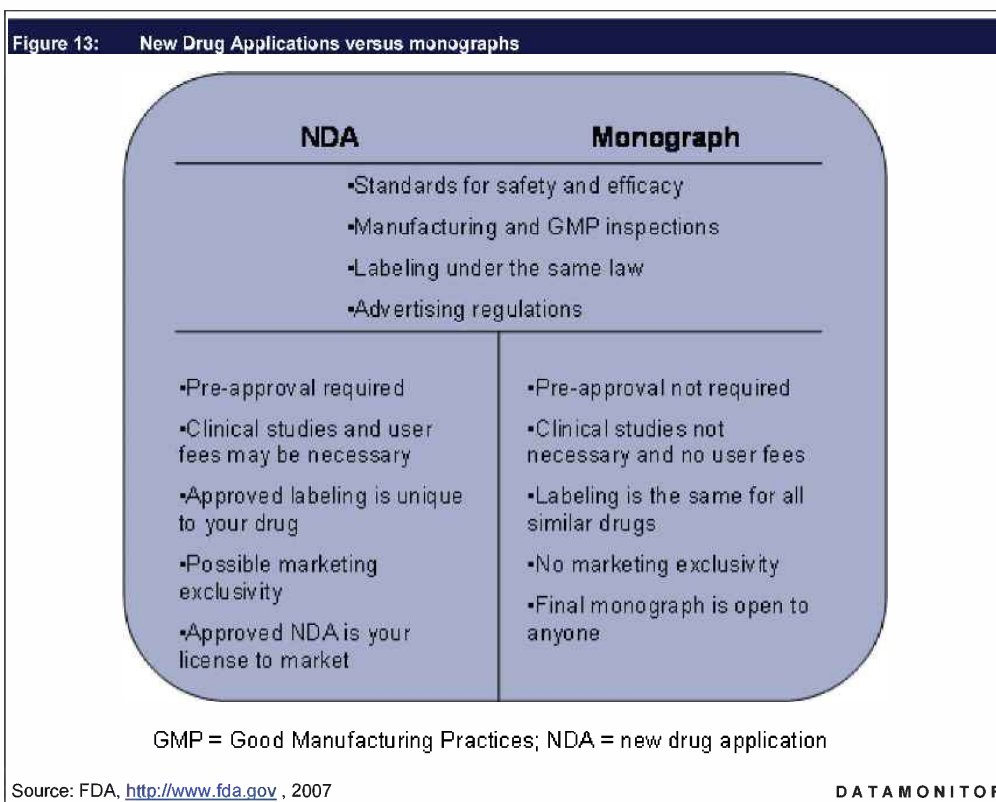 Figure 13: New Drug Applications versus monographs
NDA Monograph
▪Standards for safety and efficacy
▪Manufacturing and GMP inspections
▪Labeling under the same law
▪Advertising regulations
▪Pre-approval required
▪Clinical studies and user
fees may be necessary
▪Approved labeling is unique
to your drug
▪Possible marketing
exclusivity
▪Approved NDA is your
license to market
▪Pre-approval not required
▪Clinical studies not
necessary and no user fees
▪Labeling is the same for all
similar drugs
▪No marketing exclusivity
▪Final monograph is open to
anyone
GMP = Good Manufacturing Practices; NDA = new drug application
Source: FDA, http://www.fda.gov , 2007
DATAMONITOR